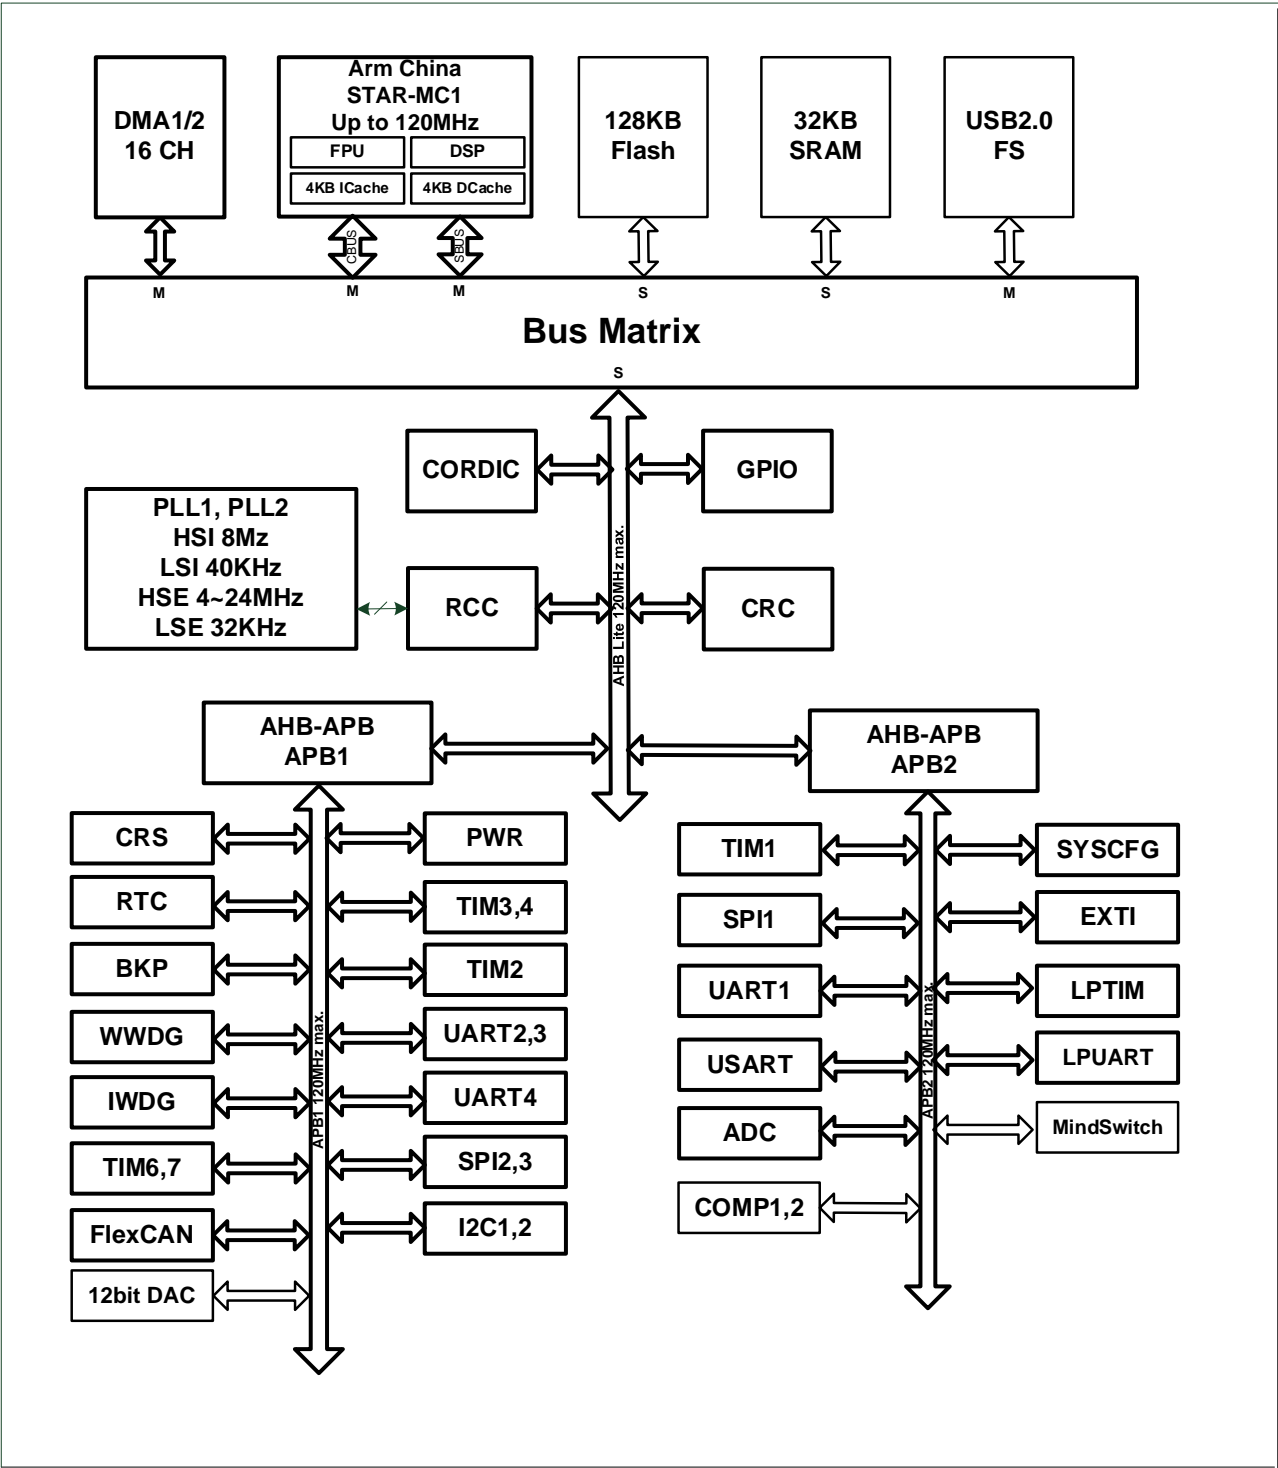 DMA1/2
16 CH
Arm China
STAR-MC1
Up to 120MHz
FPU
DSP
4KB ICache
4KB DCache
128KB
Flash
32KB
SRAM
USB2.0
FS
CBUS
SBUS
M
M
M
S
S
M
Bus Matrix
S
CORDIC
GPIO
PLL1, PLL2
HSI 8Mz
LSI 40KHz
HSE 4~24MHz
LSE 32KHz
RCC
CRC
AHB Lite 120MHz max.
AHB-APB
APB1
AHB-APB
APB2
CRS
PWR
RTC
TIM3,4
BKP
TIM2
WWDG
UART2,3
IWDG
UART4
TIM6,7
SPI2,3
FlexCAN
I2C1,2
12bit DAC
APB1 120MHz max.
TIM1
SYSCFG
SPI1
EXTI
UART1
LPTIM
USART
LPUART
ADC
MindSwitch
COMP1,2
APB2 120MHz max.